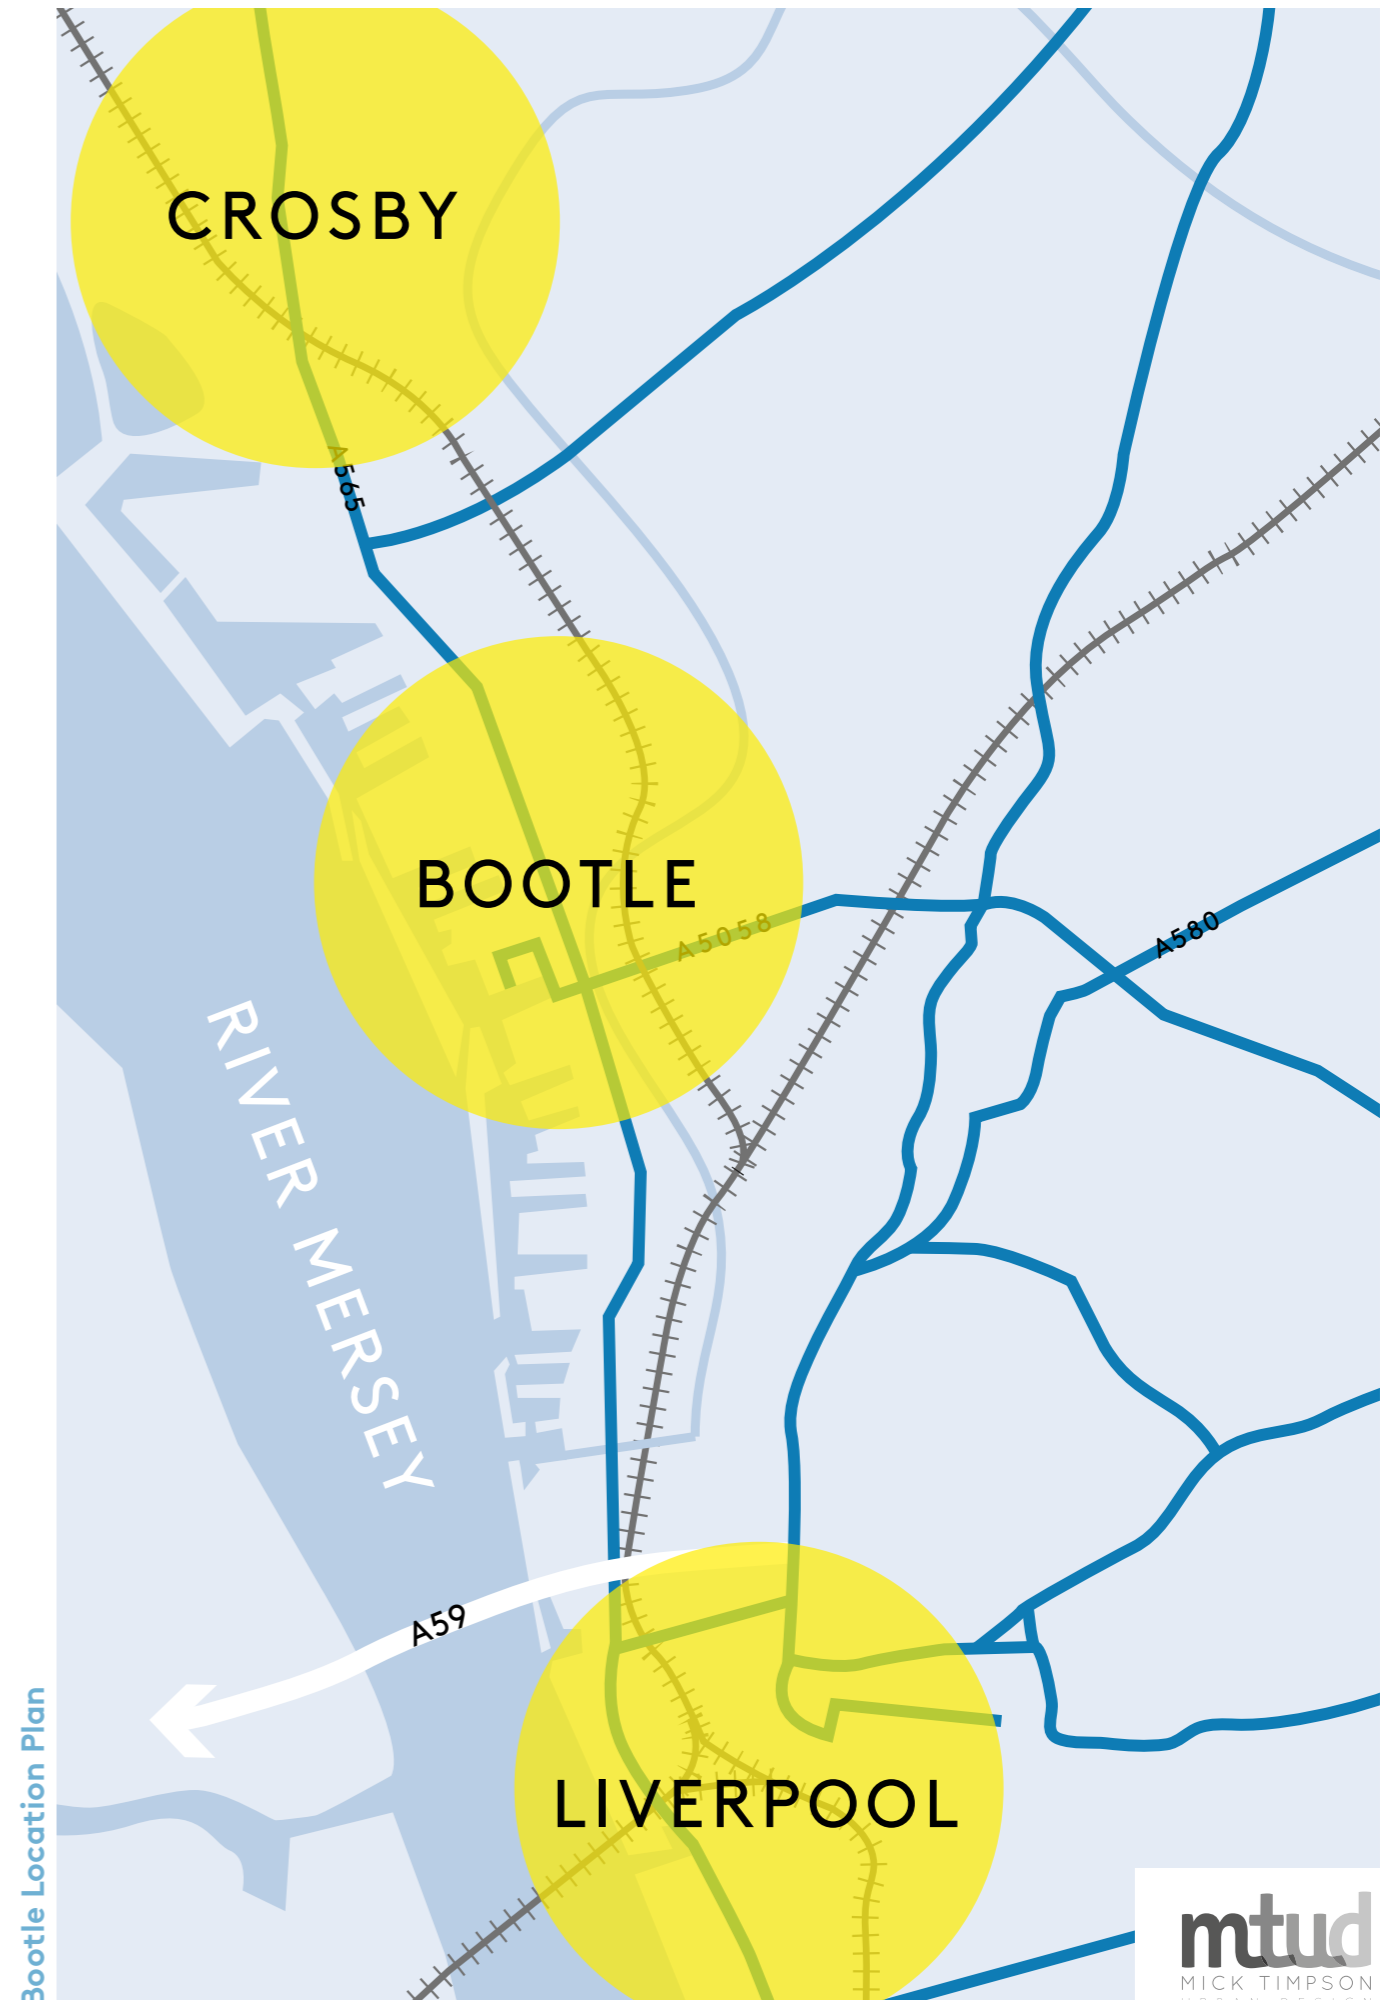 CROSBY
A565
BOOTLE
A5058
A580
RIVER MERSEY
A59
LIVERPOOL
Bootle Location Plan
mtud
MICK TIMPSON